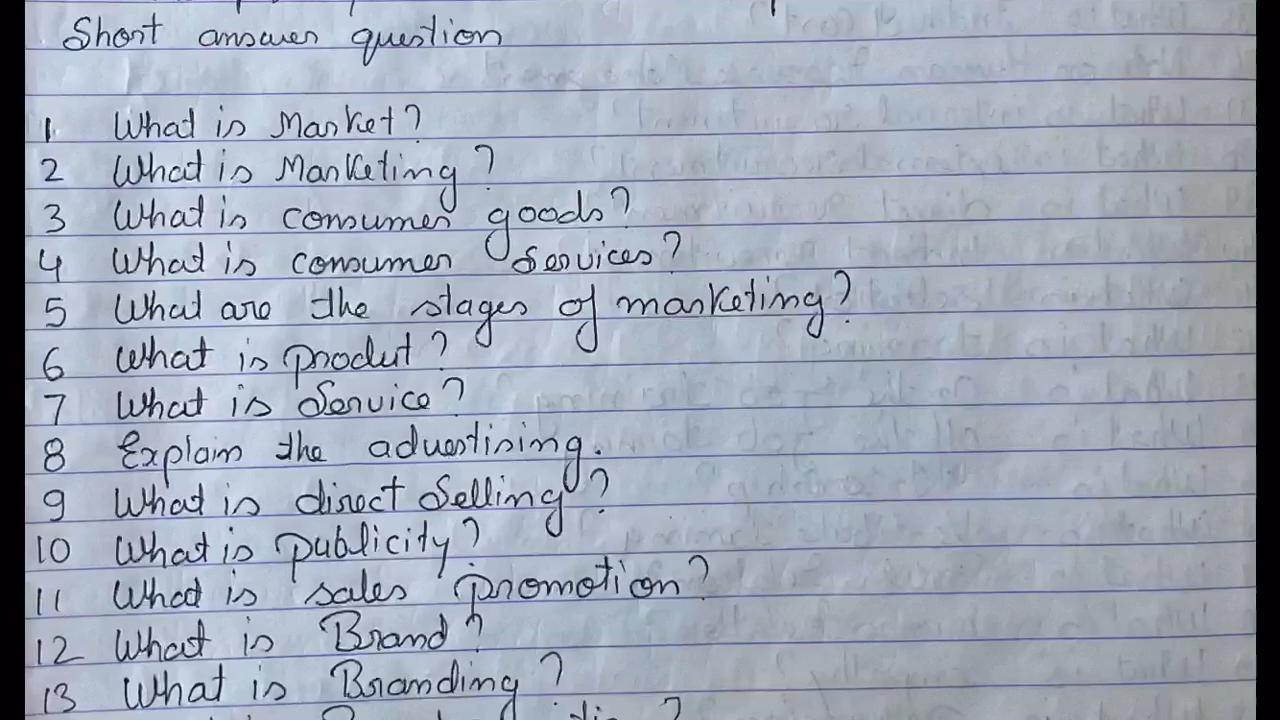 Short answer question
1. What is Market?
2 What is Marketing?
3 What is consumer goods?
4 What is consumer Services?
5 What are the stages of marketing?
6 What is produt?
7 What is Service?
8 Explain the advertising.
9 What is direct Selling?
10 What is publicity?
11 What is sales promotion?
12 What is Brand?
13 What is Branding?